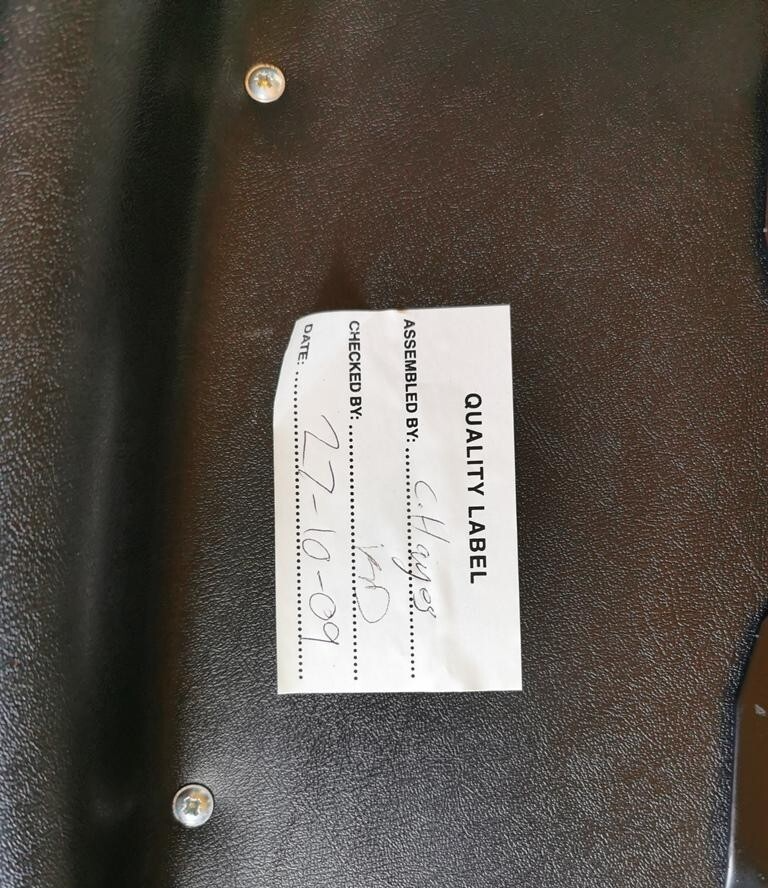 QUALITY LABEL
ASSEMBLED BY: C. Hayes
CHECKED BY:
DATE: 27-10-09